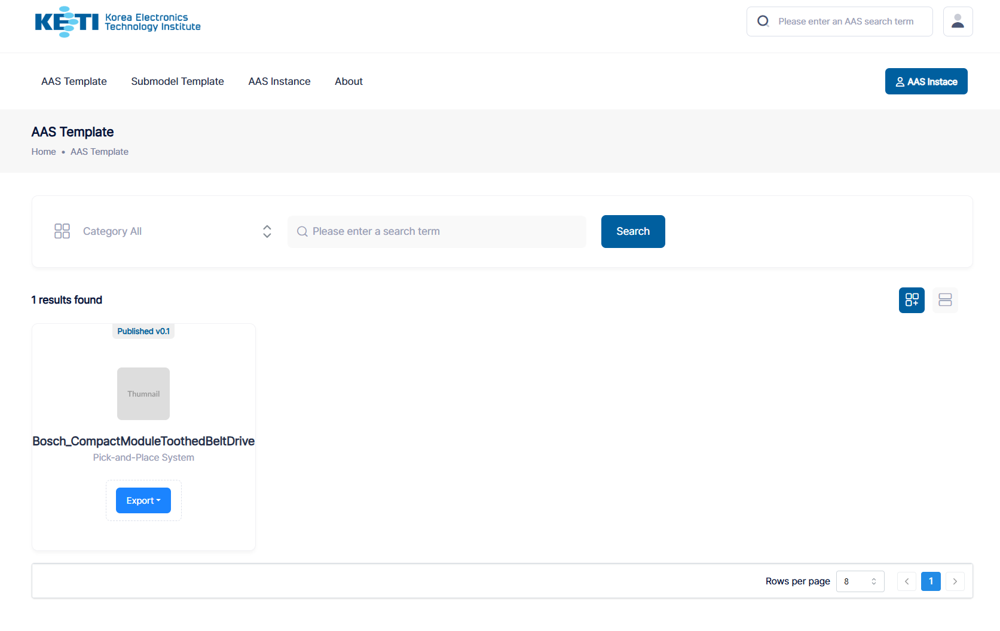 KETI Korea Electronics
Technology Institute
Please enter an AAS search term
AAS Template Submodel Template AAS Instance About
AAS Instace
AAS Template
Home • AAS Template
Category All
Please enter a search term
Search
1 results found
Published v0.1
Thumnail
Bosch_CompactModuleToothedBeltDrive
Pick-and-Place System
Export
Rows per page 8 1